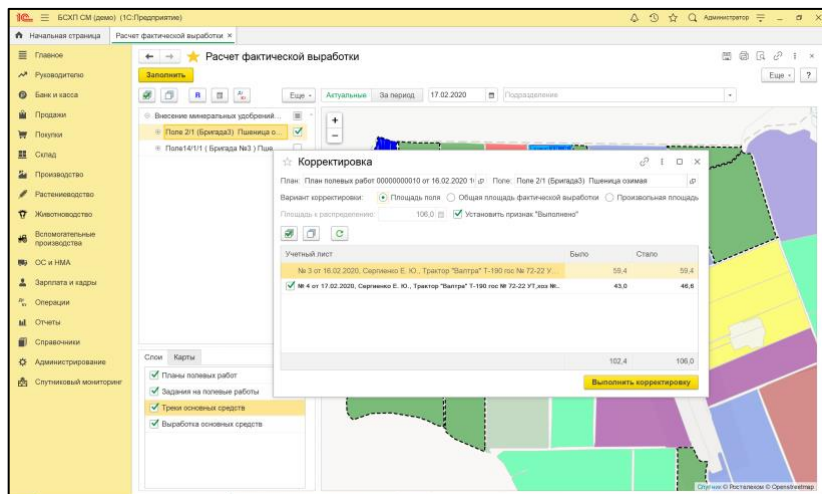 1С БСХП СМ (демо) (1С:Предприятие)
Администратор
Начальная страница
Расчет фактической выработки ×
Главное
Руководителю
Банк и касса
Продажи
Покупки
Склад
Производство
Растениеводство
Животноводство
Вспомогательные
производства
ОС и НМА
Зарплата и кадры
Операции
Отчеты
Справочники
Администрирование
Спутниковый мониторинг
Расчет фактической выработки
Заполнить
Еще
?
Еще
Актуальные
За период
17.02.2020
Подразделение
Внесение минеральных удобрений...
Поле 2/1 (Бригада3) Пшеница о...
Поле14/1/1 ( Бригада №3 ) Пше...
+
−
Корректировка
План: План полевых работ 00000000010 от 16.02.2020 1
Поле: Поле 2/1 (Бригада3) Пшеница озимая
Вариант корректировки:
Площадь поля
Общая площадь фактической выработки
Произвольная площадь
Площадь к распределению:
106,0
Установить признак "Выполнено"
Учетный лист
Было
Стало
№ 3 от 16.02.2020, Сергиенко Е. Ю., Трактор "Валтра" Т-190 гос № 72-22 У...
59,4
59,4
№ 4 от 17.02.2020, Сергиенко Е. Ю., Трактор "Валтра" Т-190 гос № 72-22 УТ,хоз №..
43,0
46,6
102,4
106,0
Выполнить корректировку
Слои
Карты
Планы полевых работ
Задания на полевые работы
Треки основных средств
Выработка основных средств
Спутник © Ростелеком © Openstreetmap